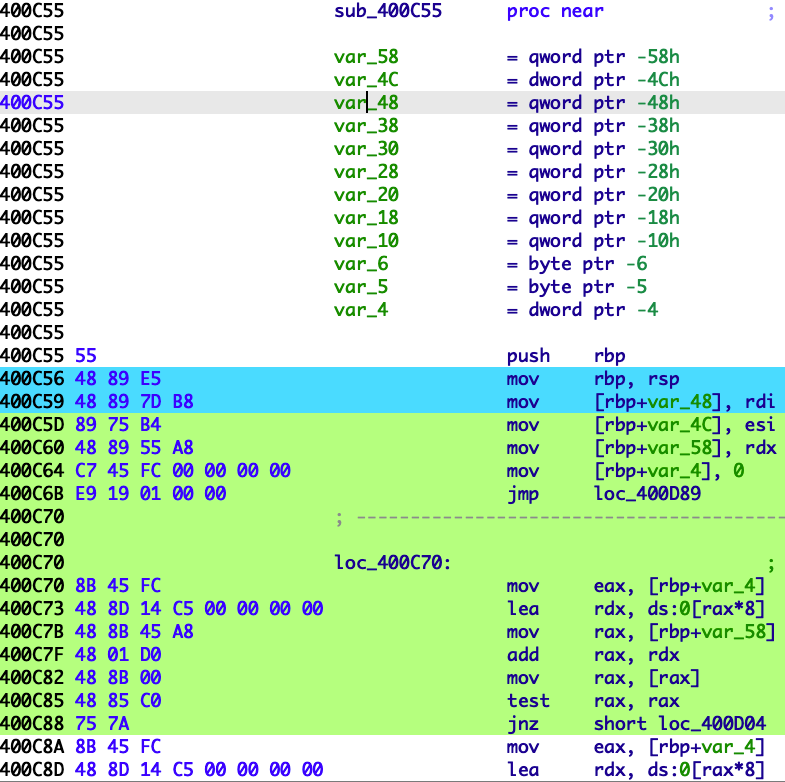 400C55 sub_400C55 proc near ;
400C55
400C55 var_58 = qword ptr -58h
400C55 var_4C = dword ptr -4Ch
400C55 var_48 = qword ptr -48h
400C55 var_38 = qword ptr -38h
400C55 var_30 = qword ptr -30h
400C55 var_28 = qword ptr -28h
400C55 var_20 = qword ptr -20h
400C55 var_18 = qword ptr -18h
400C55 var_10 = qword ptr -10h
400C55 var_6 = byte ptr -6
400C55 var_5 = byte ptr -5
400C55 var_4 = dword ptr -4
400C55
400C55 55 push rbp
400C56 48 89 E5 mov rbp, rsp
400C59 48 89 7D B8 mov [rbp+var_48], rdi
400C5D 89 75 B4 mov [rbp+var_4C], esi
400C60 48 89 55 A8 mov [rbp+var_58], rdx
400C64 C7 45 FC 00 00 00 00 mov [rbp+var_4], 0
400C6B E9 19 01 00 00 jmp loc_400D89
400C70 ; ----------------------------------------
400C70
400C70 loc_400C70: ;
400C70 8B 45 FC mov eax, [rbp+var_4]
400C73 48 8D 14 C5 00 00 00 00 lea rdx, ds:0[rax*8]
400C7B 48 8B 45 A8 mov rax, [rbp+var_58]
400C7F 48 01 D0 add rax, rdx
400C82 48 8B 00 mov rax, [rax]
400C85 48 85 C0 test rax, rax
400C88 75 7A jnz short loc_400D04
400C8A 8B 45 FC mov eax, [rbp+var_4]
400C8D 48 8D 14 C5 00 00 00 00 lea rdx, ds:0[rax*8]